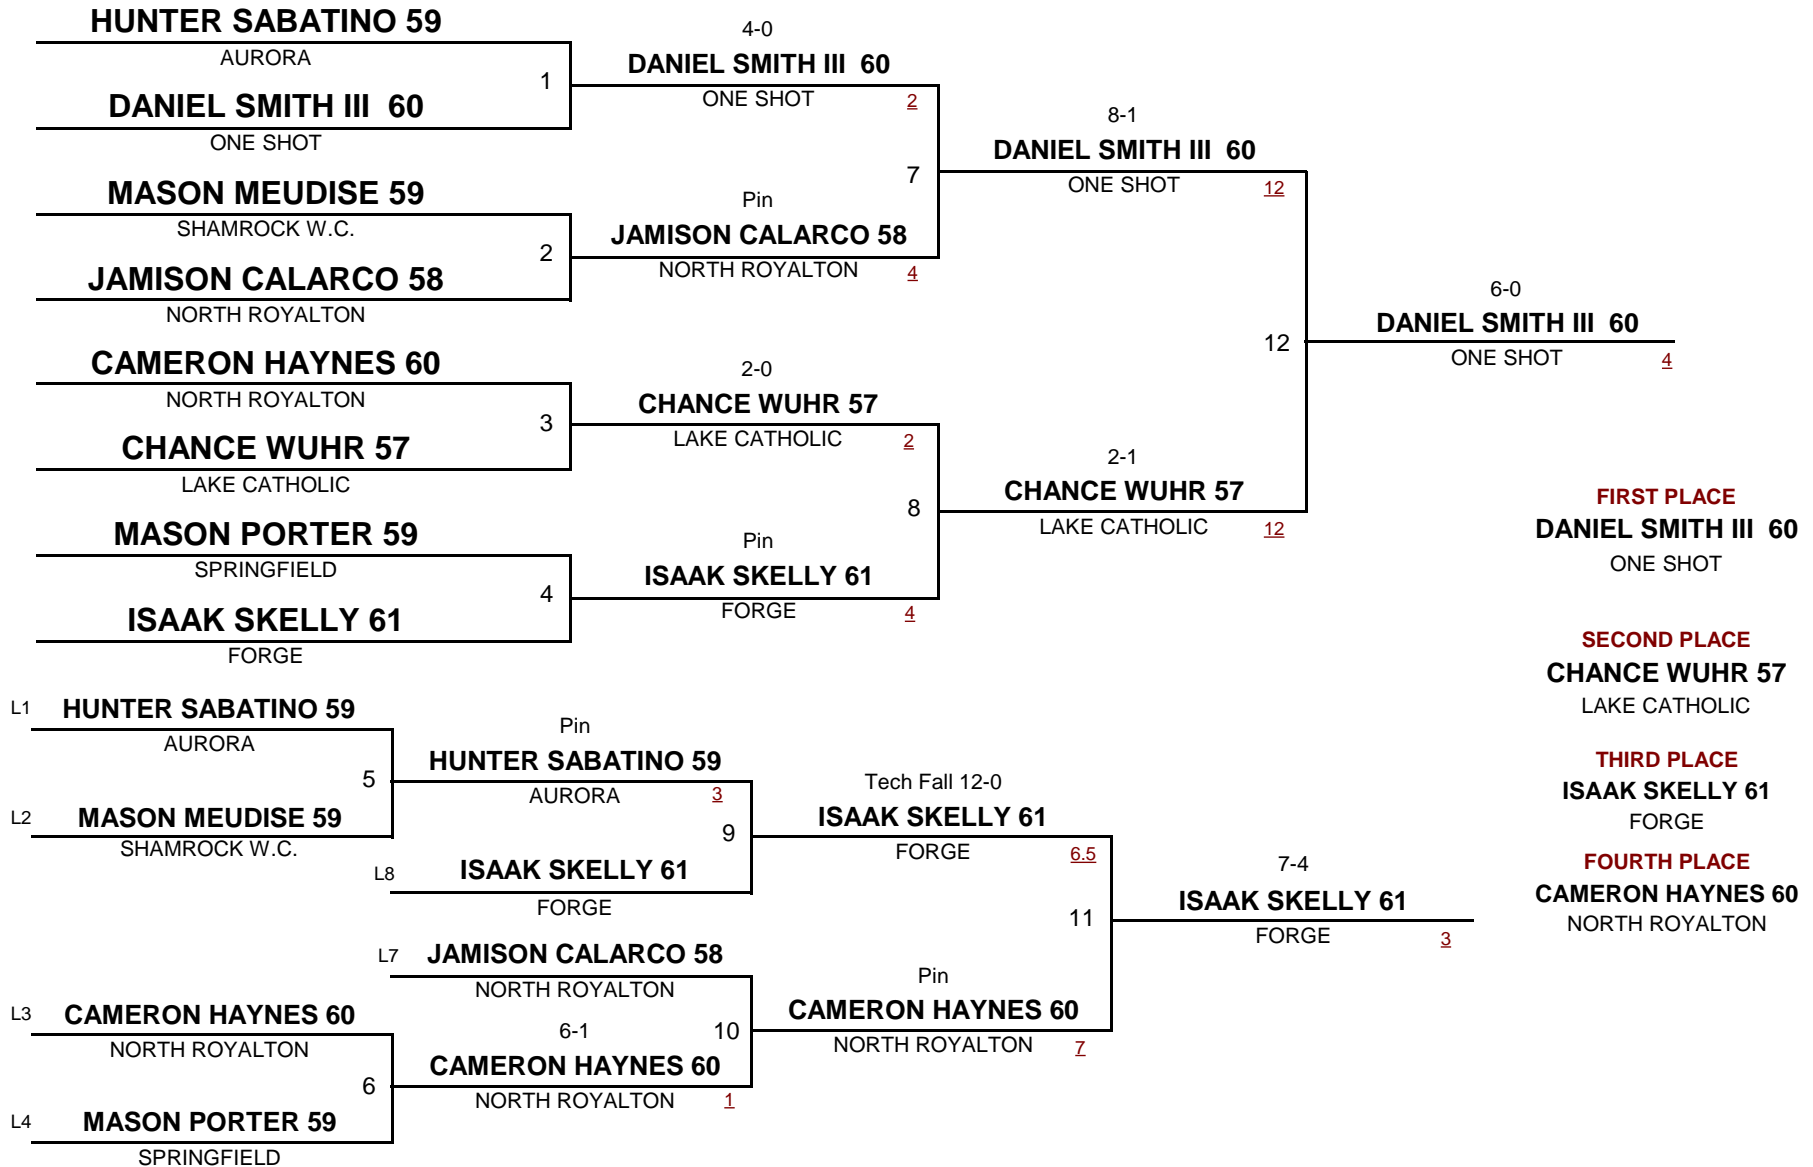 HUNTER SABATINO 59
AURORA
1
DANIEL SMITH III  60
ONE SHOT
4-0
DANIEL SMITH III  60
ONE SHOT
2
MASON MEUDISE 59
SHAMROCK W.C.
2
JAMISON CALARCO 58
NORTH ROYALTON
7
Pin
JAMISON CALARCO 58
NORTH ROYALTON
4
8-1
DANIEL SMITH III  60
ONE SHOT
12
CAMERON HAYNES 60
NORTH ROYALTON
3
CHANCE WUHR 57
LAKE CATHOLIC
2-0
CHANCE WUHR 57
LAKE CATHOLIC
2
MASON PORTER 59
SPRINGFIELD
4
ISAAK SKELLY 61
FORGE
8
Pin
ISAAK SKELLY 61
FORGE
4
2-1
CHANCE WUHR 57
LAKE CATHOLIC
12
12
6-0
DANIEL SMITH III  60
ONE SHOT
4
FIRST PLACE
DANIEL SMITH III  60
ONE SHOT
SECOND PLACE
CHANCE WUHR 57
LAKE CATHOLIC
THIRD PLACE
ISAAK SKELLY 61
FORGE
FOURTH PLACE
CAMERON HAYNES 60
NORTH ROYALTON
L1 HUNTER SABATINO 59
AURORA
5
L2 MASON MEUDISE 59
SHAMROCK W.C.
Pin
HUNTER SABATINO 59
AURORA
3
9
L8 ISAAK SKELLY 61
FORGE
Tech Fall 12-0
ISAAK SKELLY 61
FORGE
6.5
L7 JAMISON CALARCO 58
NORTH ROYALTON
L3 CAMERON HAYNES 60
NORTH ROYALTON
6
L4 MASON PORTER 59
SPRINGFIELD
6-1
10
CAMERON HAYNES 60
NORTH ROYALTON
1
Pin
CAMERON HAYNES 60
NORTH ROYALTON
7
11
7-4
ISAAK SKELLY 61
FORGE
3